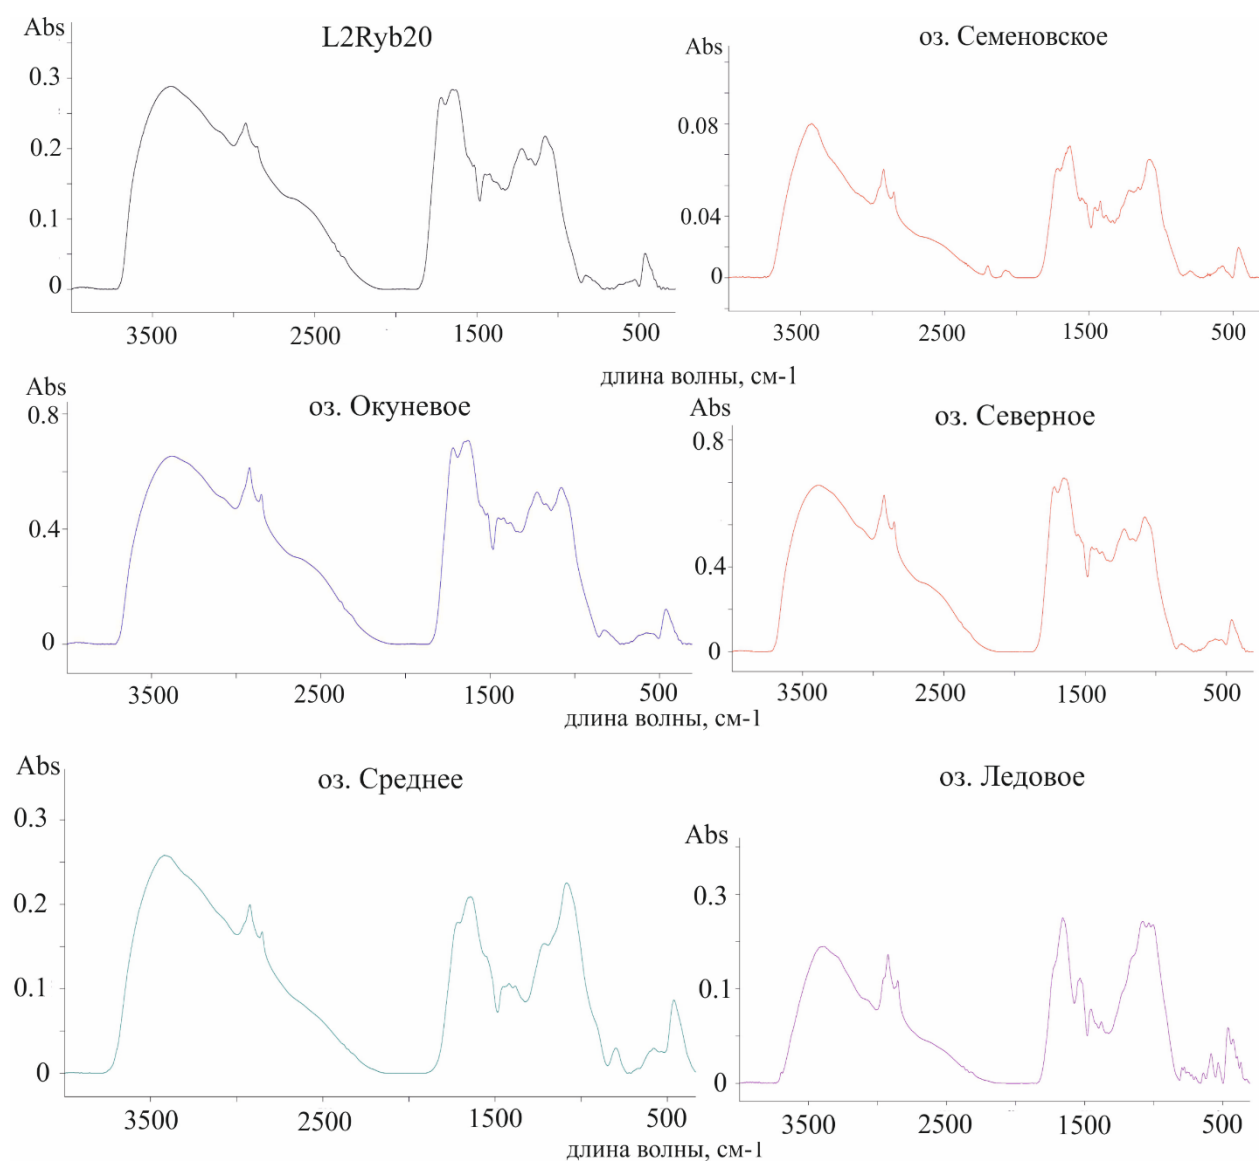 Abs
L2Ryb20
0.3
0.2
0.1
0
3500
2500
1500
500
Abs
оз. Семеновское
0.08
0.04
0
3500
2500
1500
500
длина волны, см-1
Abs
оз. Окуневое
0.8
0.4
0
3500
2500
1500
500
Abs
оз. Северное
0.8
0.4
0
3500
2500
1500
500
длина волны, см-1
Abs
оз. Среднее
0.3
0.2
0.1
0
3500
2500
1500
500
Abs
оз. Ледовое
0.3
0.1
0
3500
2500
1500
500
длина волны, см-1